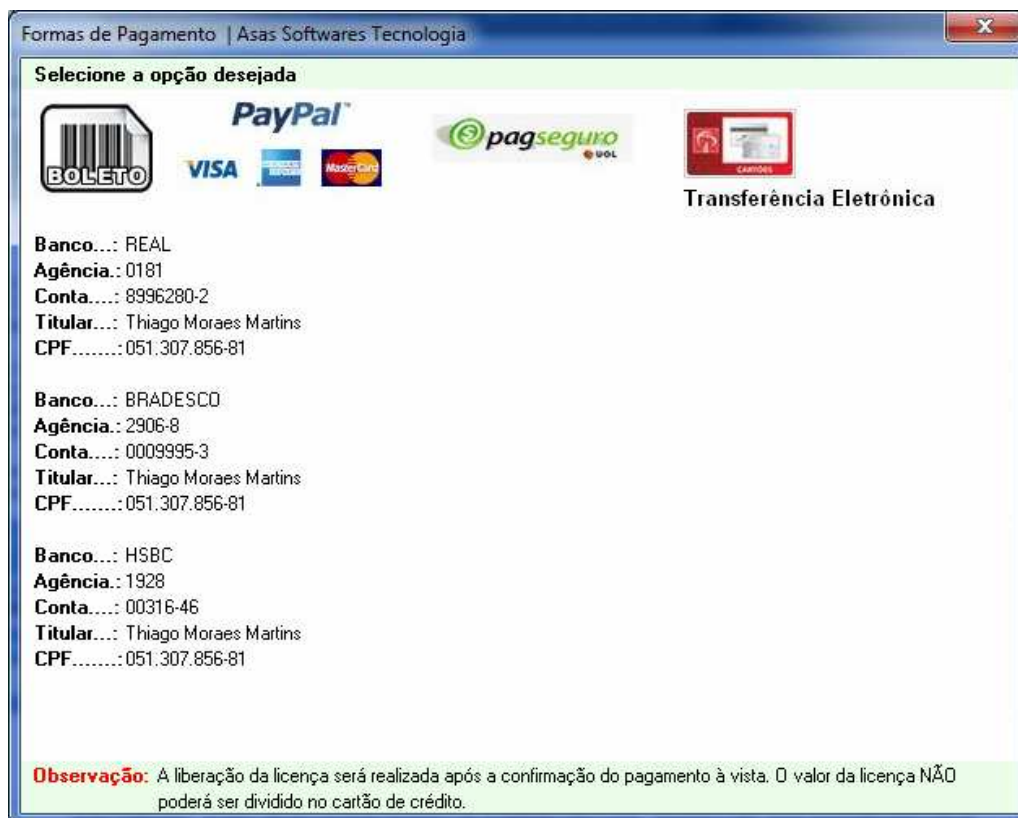 Formas de Pagamento | Asas Softwares Tecnologia
X
Selecione a opção desejada
BOLETO
PayPal
VISA
MasterCard
pagseguro
UOL
CARTÕES
Transferência Eletrônica
Banco...: REAL
Agência.: 0181
Conta....: 8996280-2
Titular...: Thiago Moraes Martins
CPF.......: 051.307.856-81
Banco...: BRADESCO
Agência.: 2906-8
Conta....: 0009995-3
Titular...: Thiago Moraes Martins
CPF.......: 051.307.856-81
Banco...: HSBC
Agência.: 1928
Conta....: 00316-46
Titular...: Thiago Moraes Martins
CPF.......: 051.307.856-81
Observação: A liberação da licença será realizada após a confirmação do pagamento à vista. O valor da licença NÃO
poderá ser dividido no cartão de crédito.